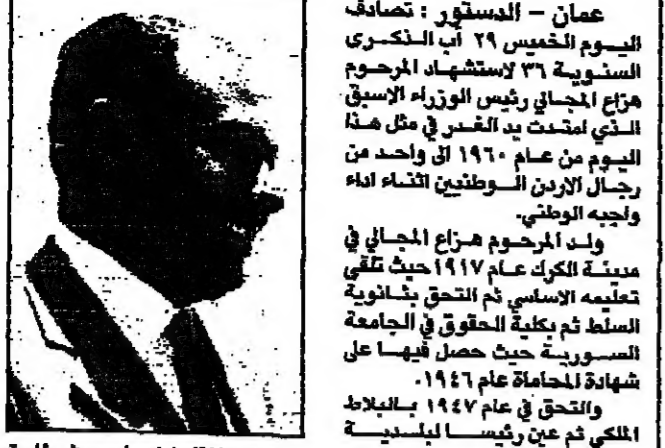 عمان – الدستور : تصادف
اليوم الخميس ٢٩ آب الذكرى
السنوية ٣٦ لاستشهاد المرحوم
هزاع المجالي رئيس الوزراء الاسبق
الذي امتدت يد الغدر في مثل هذا
اليوم من عام ١٩٦٠ الى واحد من
رجال الاردن الوطنيين اثناء اداء
واجبه الوطني.
ولد المرحوم هزاع المجالي في
مدينة الكرك عام ١٩١٧ حيث تلقى
تعليمه الاساسي ثم التحق بثانوية
السلط ثم بكلية الحقوق في الجامعة
السورية حيث حصل فيها على
شهادة المحاماة عام ١٩٤٦.
والتحق في عام ١٩٤٧ بالبلاط
الملكي ثم عين رئيسا لبلدية